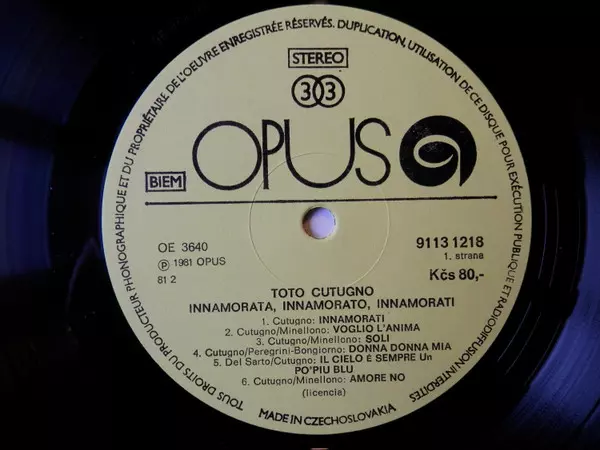 TOUS DROITS DU PRODUCTEUR PHONOGRAPHIQUE ET DU PROPRIÉTAIRE DE L'OEUVRE ENREGISTRÉE RÉSERVÉS. DUPLICATION, UTILISATION DE CE DISQUE POUR EXÉCUTION PUBLIQUE ET RADIODIFFUSION INTERDITES
STEREO
33
OPUS
BIEM
OE 3640
9113 1218
℗ 1981 OPUS
1. strana
81 2
Kčs 80,-
TOTO CUTUGNO
INNAMORATA, INNAMORATO, INNAMORATI
1. Cutugno: INNAMORATI
2. Cutugno/Minellono: VOGLIO L'ANIMA
3. Cutugno/Minellono: SOLI
4. Cutugno/Peregrini-Bongiorno: DONNA DONNA MIA
5. Del Sarto/Cutugno: IL CIELO È SEMPRE Un
PO'PIU BLU
6. Cutugno/Minellono: AMORE NO
(licencia)
MADE IN CZECHOSLOVAKIA